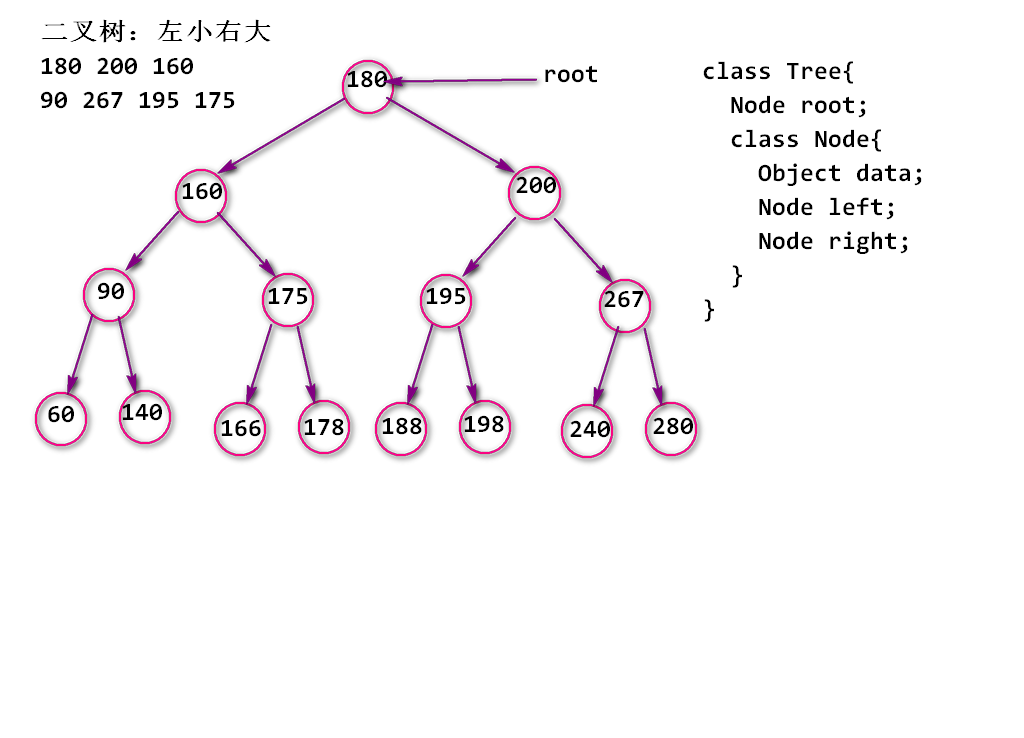 二叉树：左小右大
180 200 160
90 267 195 175
root
180
160
200
90
175
195
267
60
140
166
178
188
198
240
280
class Tree{
Node root;
class Node{
Object data;
Node left;
Node right;
}
}